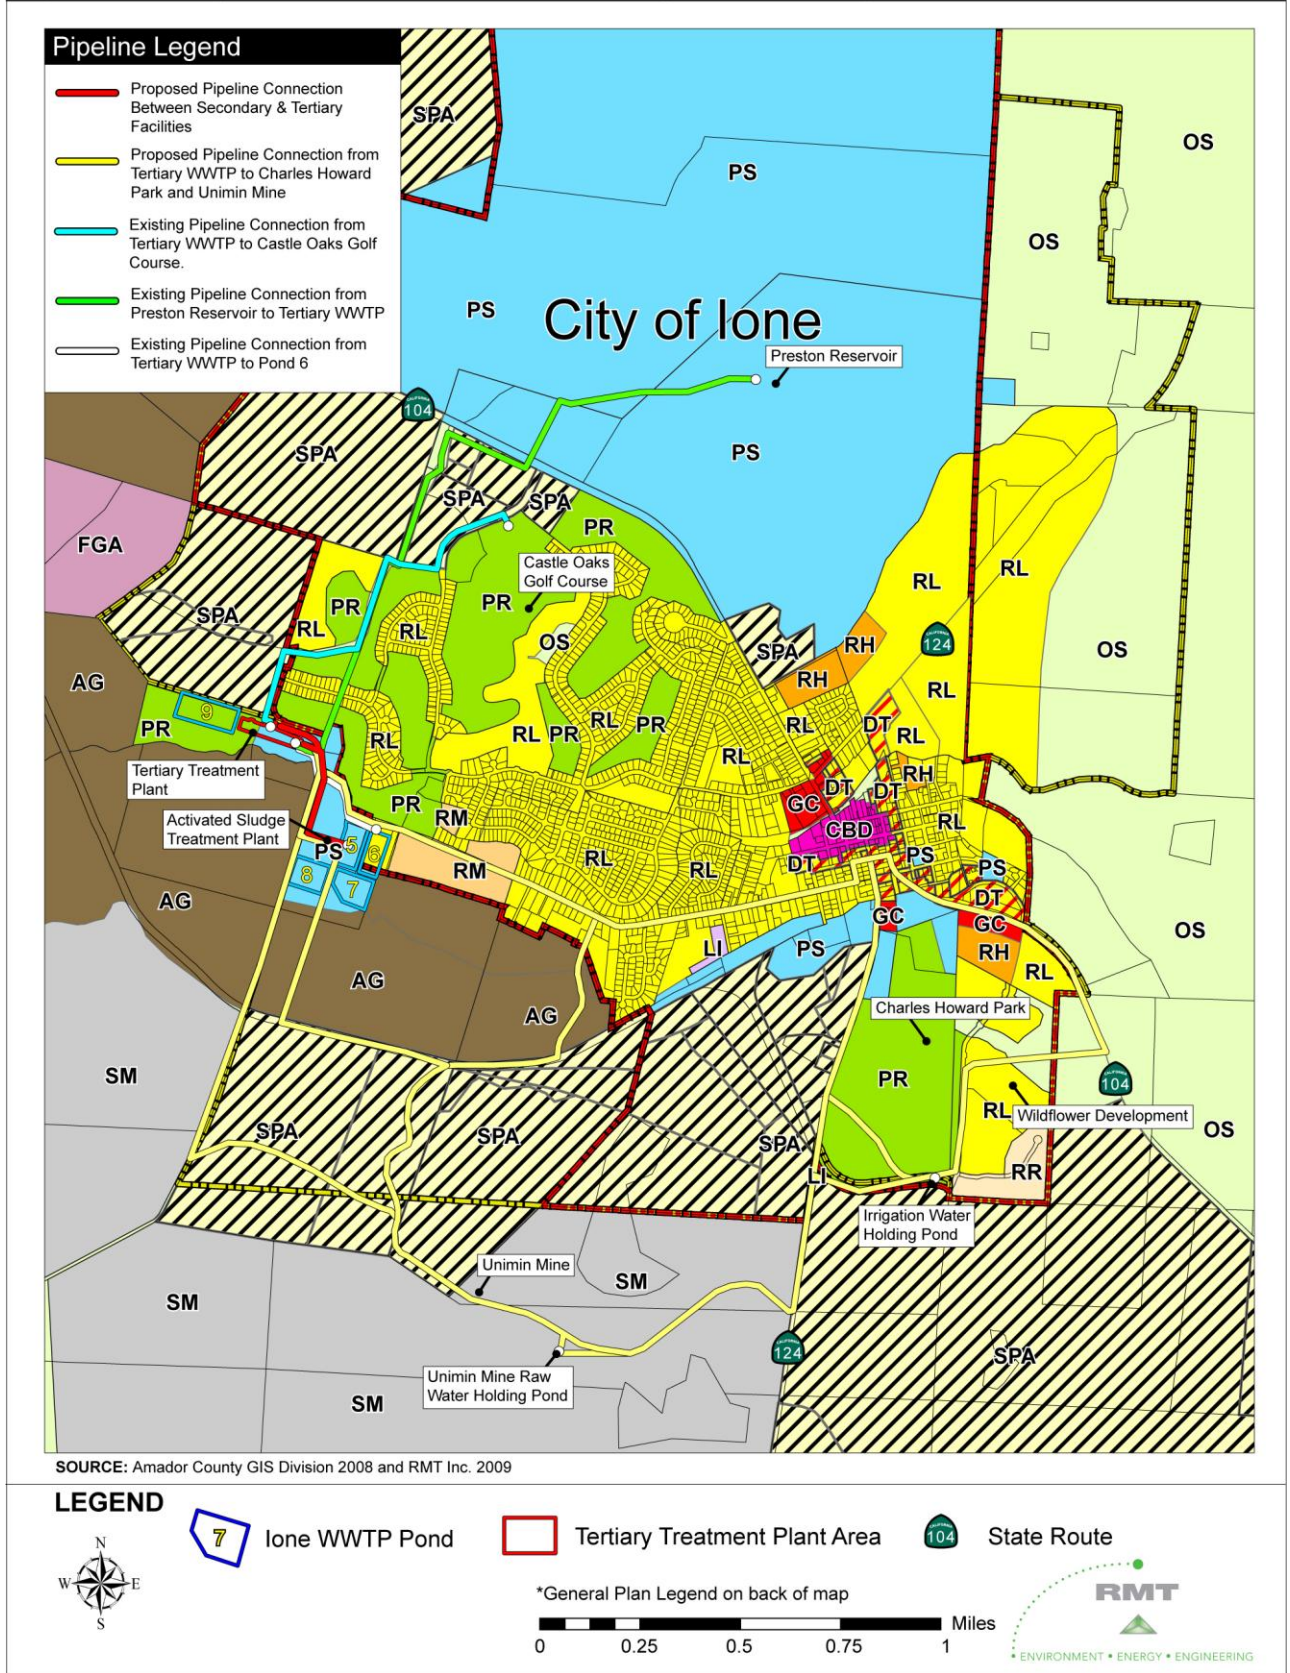 Pipeline Legend
Proposed Pipeline Connection
Between Secondary & Tertiary
Facilities
Proposed Pipeline Connection from
Tertiary WWTP to Charles Howard
Park and Unimin Mine
Existing Pipeline Connection from
Tertiary WWTP to Castle Oaks Golf
Course.
Existing Pipeline Connection from
Preston Reservoir to Tertiary WWTP
Existing Pipeline Connection from
Tertiary WWTP to Pond 6
SPA
PS
OS
OS
PS
City of Ione
Preston Reservoir
CALIFORNIA
104
SPA
PS
SPA
SPA
PR
FGA
Castle Oaks
Golf Course
RL
RL
PR
PR
SPA
RL
RL
OS
CALIFORNIA
124
RH
SPA
OS
RH
AG
RL
9
PR
RL
PR
RL
DT
RL
RL
RL
PR
RL
RL
Tertiary Treatment
Plant
RH
DT
DT
GC
PR
RM
Activated Sludge
Treatment Plant
CBD
RL
PS
5
6
RL
DT
PS
PS
8
7
RM
RL
DT
AG
GC
GC
OS
LI
PS
RH
RL
AG
AG
Charles Howard Park
SM
PR
CALIFORNIA
104
RL
Wildflower Development
SPA
SPA
SPA
OS
LI
RR
Irrigation Water
Holding Pond
Unimin Mine
SM
SM
CALIFORNIA
124
SPA
Unimin Mine Raw
Water Holding Pond
SM
SOURCE: Amador County GIS Division 2008 and RMT Inc. 2009
LEGEND
7
Ione WWTP Pond
Tertiary Treatment Plant Area
CALIFORNIA
104
State Route
N
W
E
S
*General Plan Legend on back of map
Miles
0
0.25
0.5
0.75
1
RMT
ENVIRONMENT • ENERGY • ENGINEERING